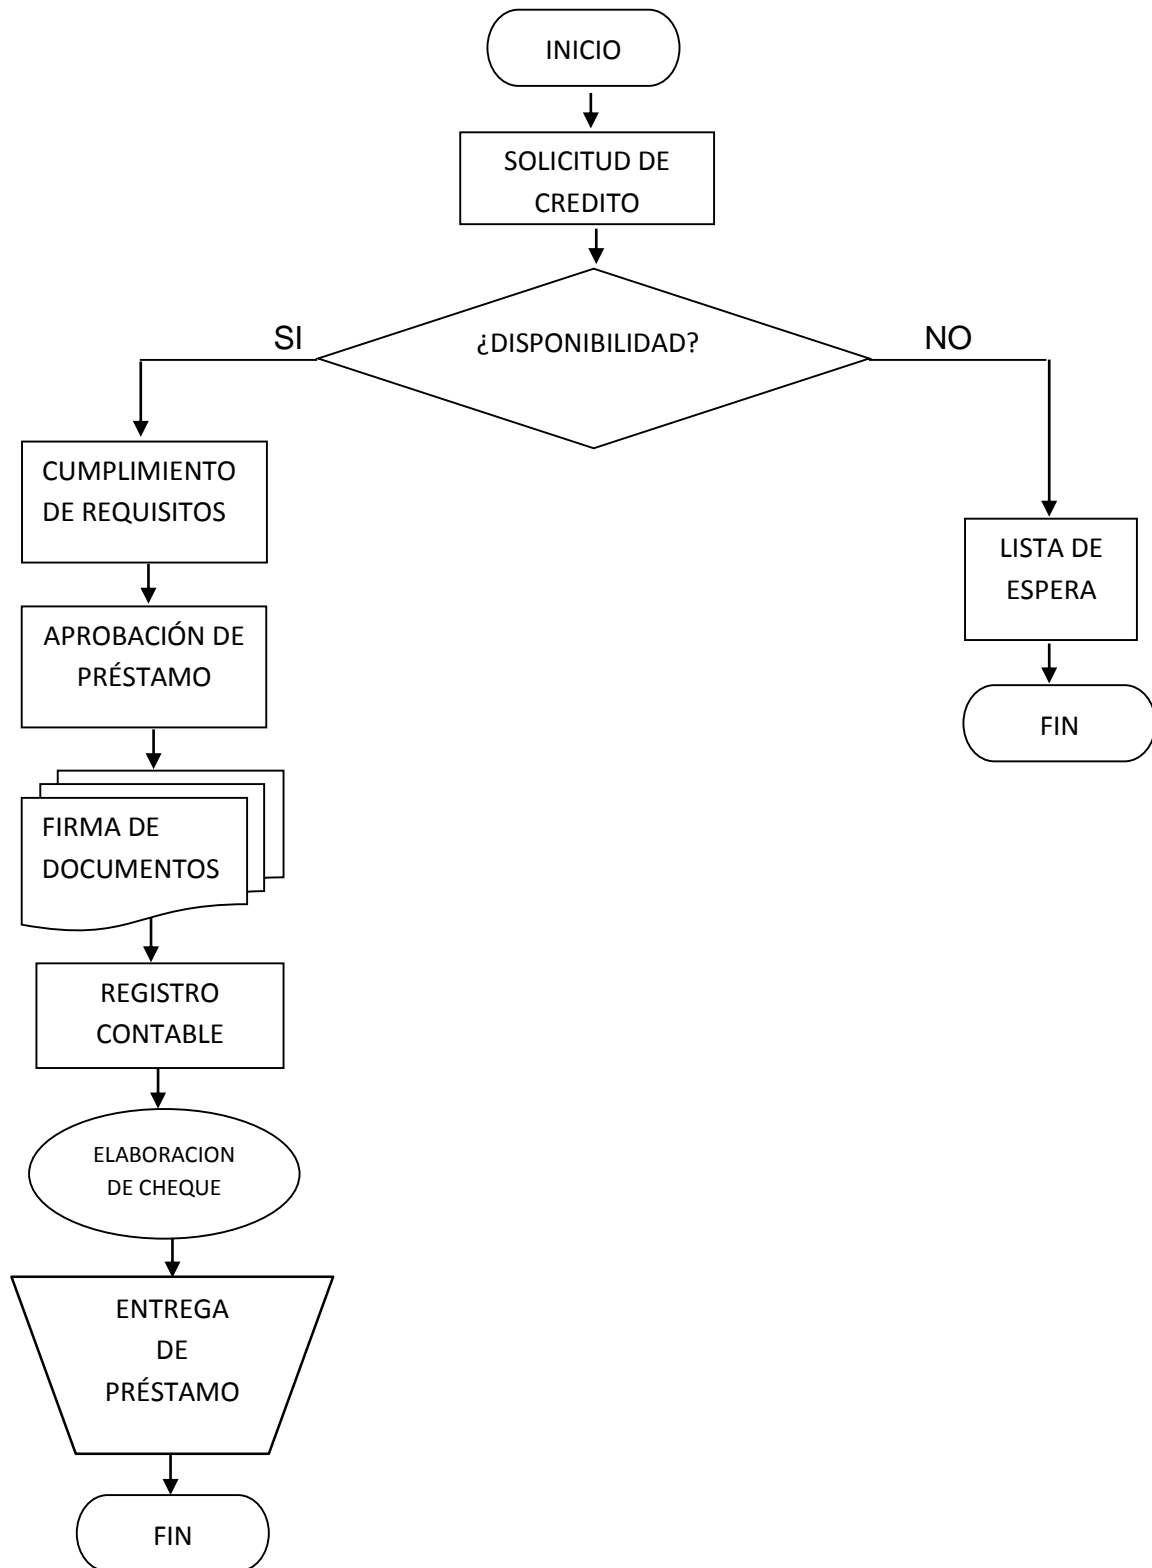 INICIO
SOLICITUD DE
CREDITO
¿DISPONIBILIDAD?
SI
NO
CUMPLIMIENTO
DE REQUISITOS
LISTA DE
ESPERA
APROBACIÓN DE
PRÉSTAMO
FIN
FIRMA DE
DOCUMENTOS
REGISTRO
CONTABLE
ELABORACION
DE CHEQUE
ENTREGA
DE
PRÉSTAMO
FIN